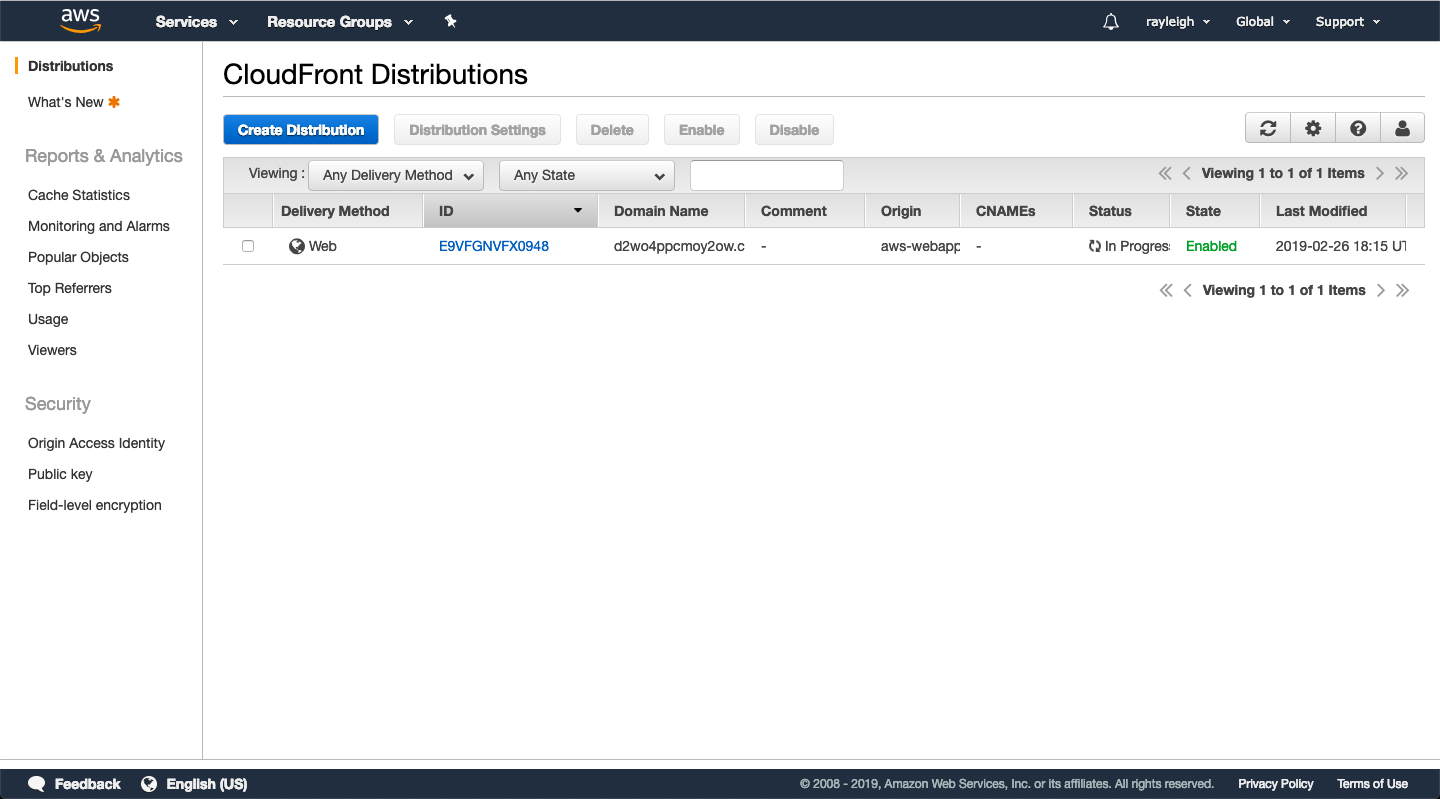 aws Services Resource Groups rayleigh Global Support
Distributions
What's New
Reports & Analytics
Cache Statistics
Monitoring and Alarms
Popular Objects
Top Referrers
Usage
Viewers
Security
Origin Access Identity
Public key
Field-level encryption
CloudFront Distributions
Create Distribution Distribution Settings Delete Enable Disable
Viewing : Any Delivery Method Any State Viewing 1 to 1 of 1 Items
Delivery Method ID Domain Name Comment Origin CNAMEs Status State Last Modified
Web E9VFGNVFX0948 d2wo4ppcmoy2ow.c - aws-webapp - In Progres Enabled 2019-02-26 18:15 UT
Viewing 1 to 1 of 1 Items
Feedback English (US) © 2008 - 2019, Amazon Web Services, Inc. or its affiliates. All rights reserved. Privacy Policy Terms of Use